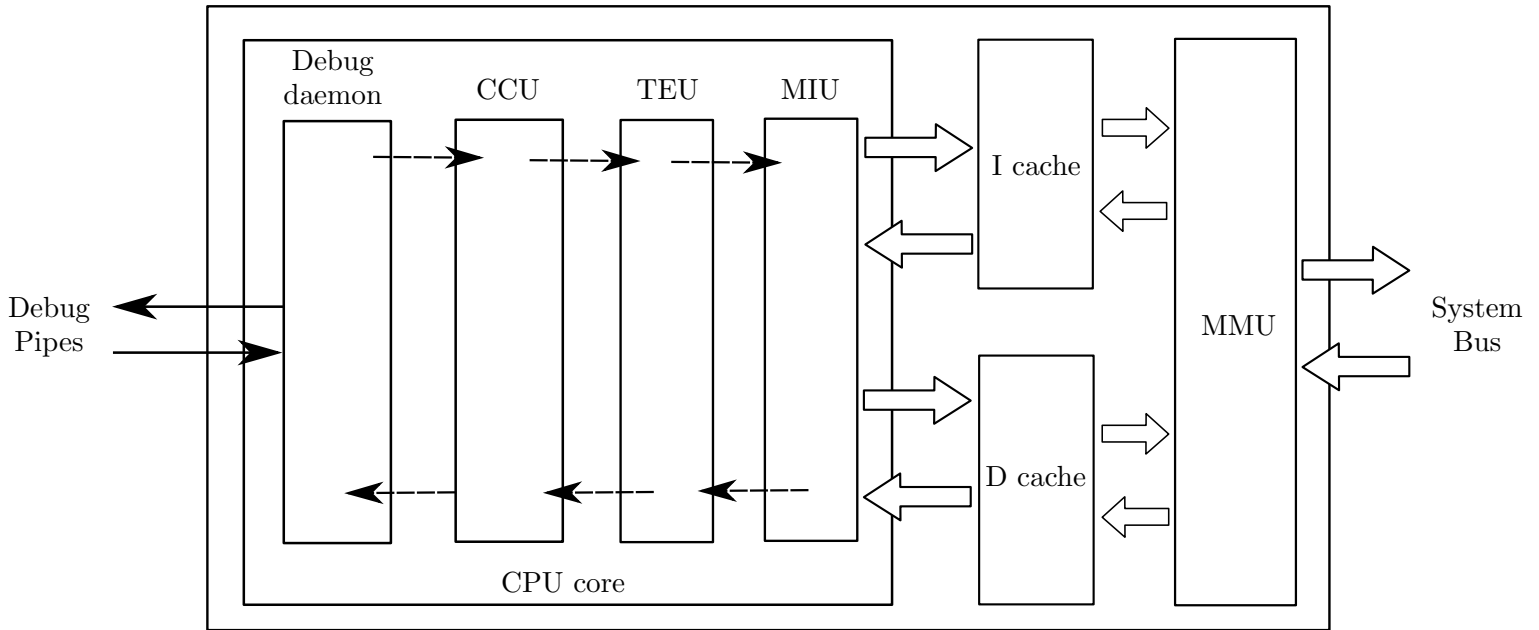 Debug
daemon
CCU
TEU
MIU
I cache
Debug
Pipes
MMU
System
Bus
D cache
CPU core